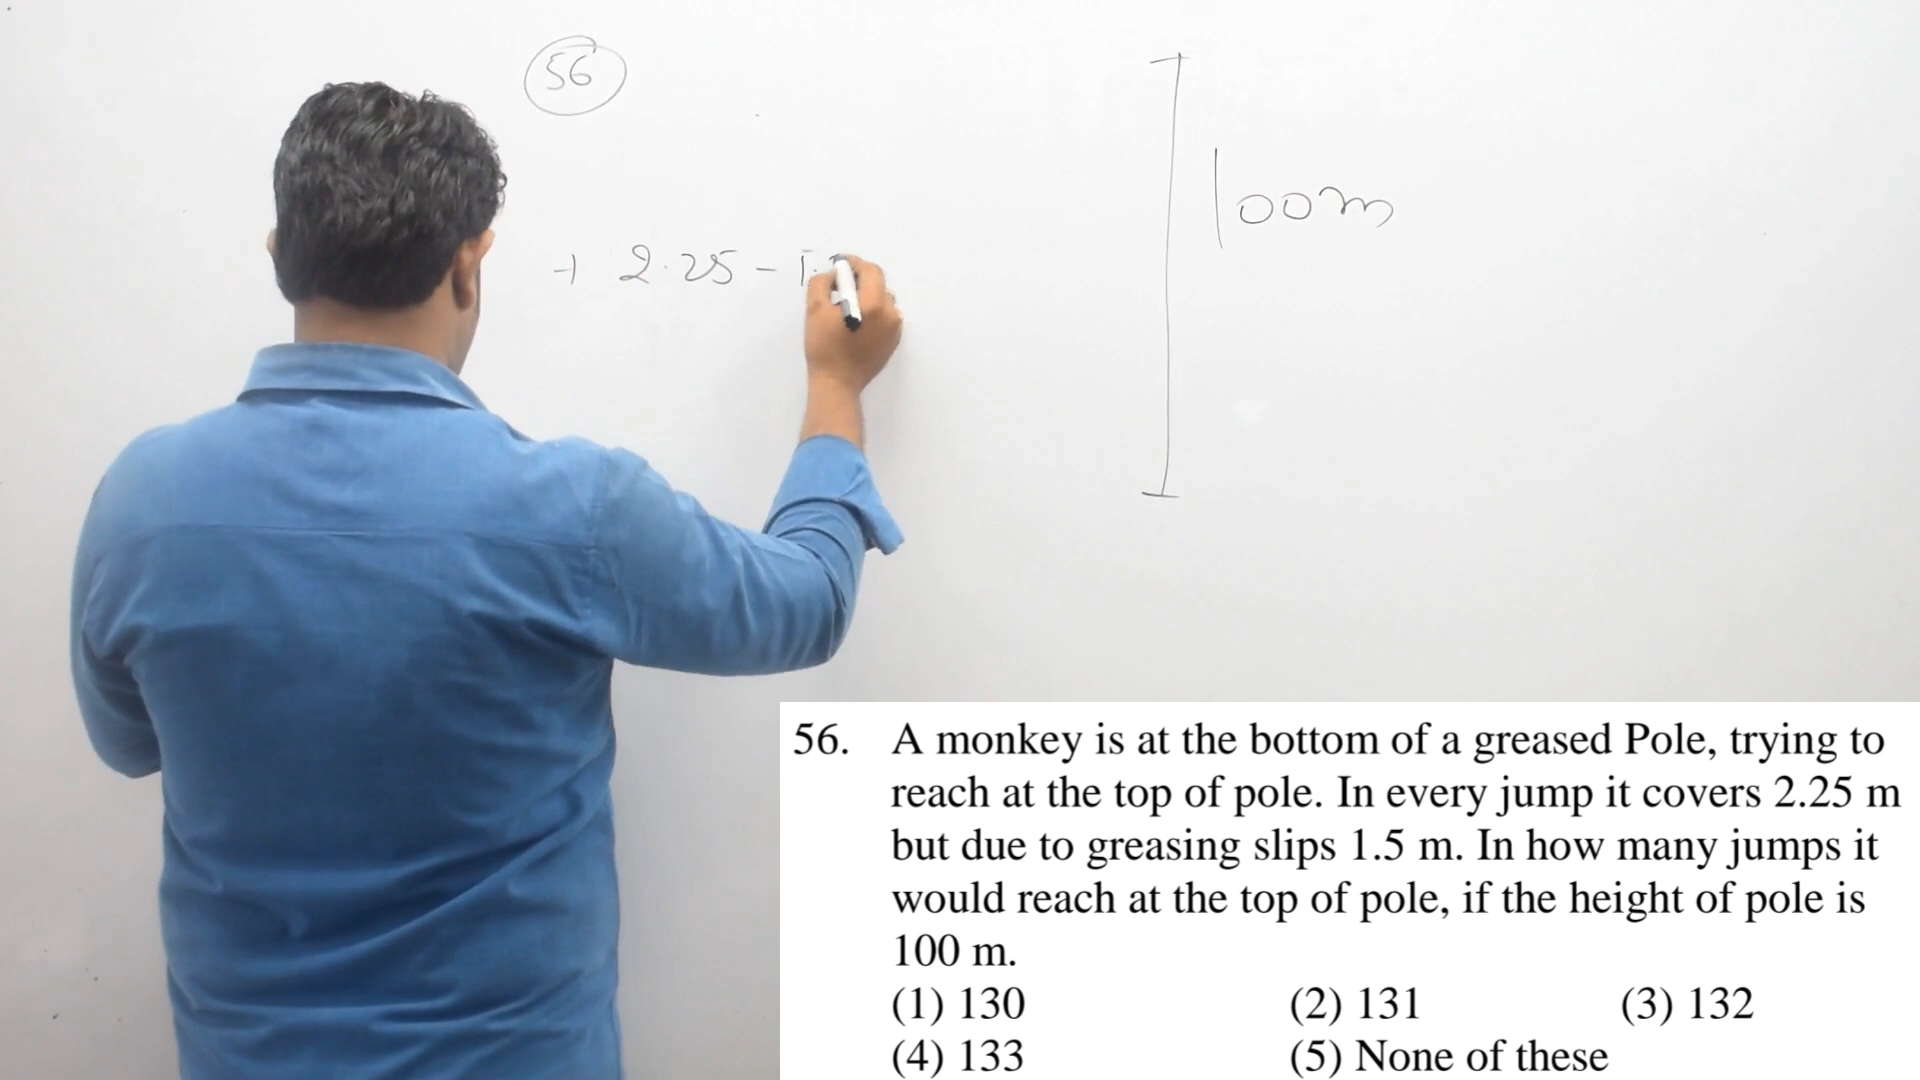 56
100m
+ 2.25 -
56. A monkey is at the bottom of a greased Pole, trying to
reach at the top of pole. In every jump it covers 2.25 m
but due to greasing slips 1.5 m. In how many jumps it
would reach at the top of pole, if the height of pole is
100 m.
(1) 130 (2) 131 (3) 132
(4) 133 (5) None of these